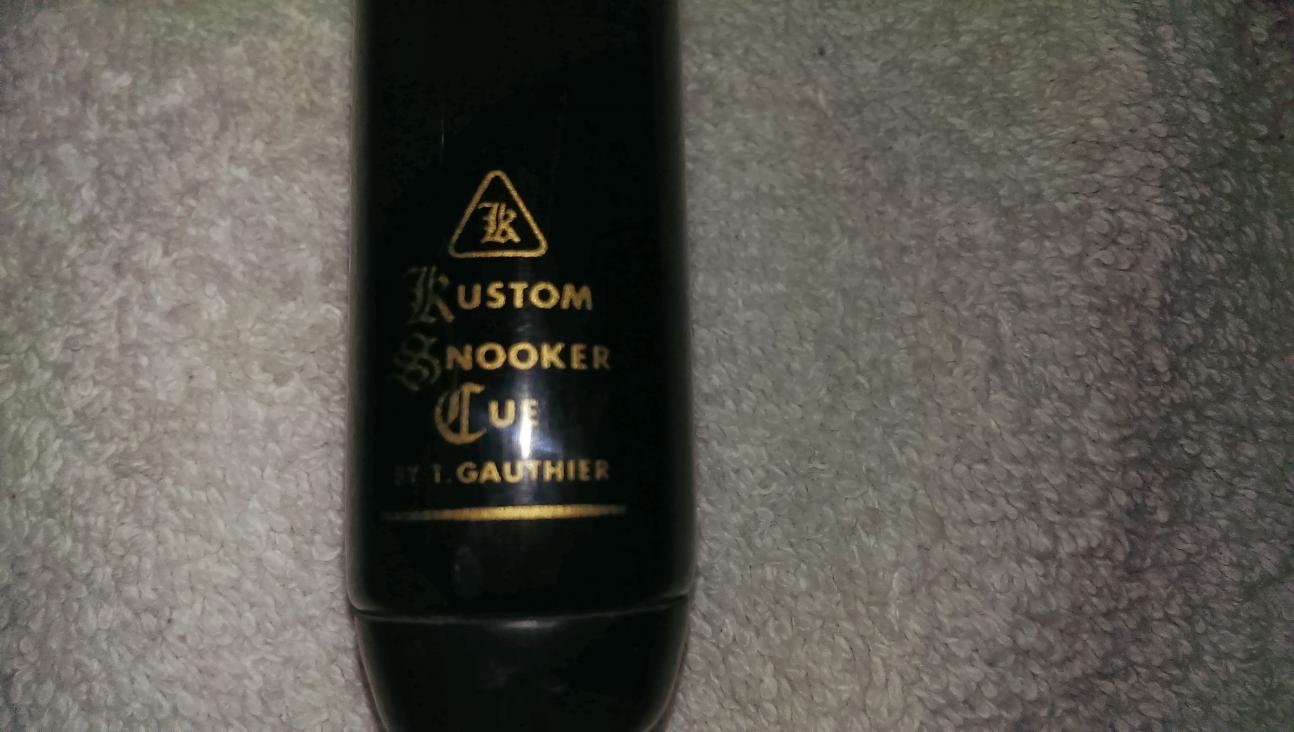 K
KUSTOM
SNOOKER
CUE
BY T. GAUTHIER